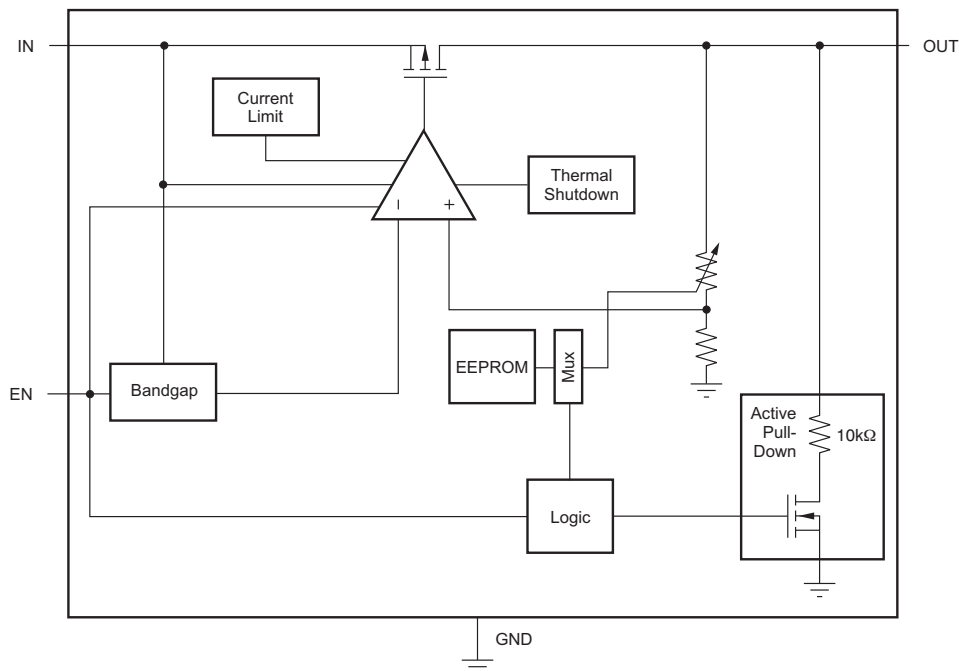 IN
OUT
Current
Limit
Thermal
Shutdown
EEPROM
Mux
EN
Bandgap
Active
Pull-
Down
10kΩ
Logic
GND